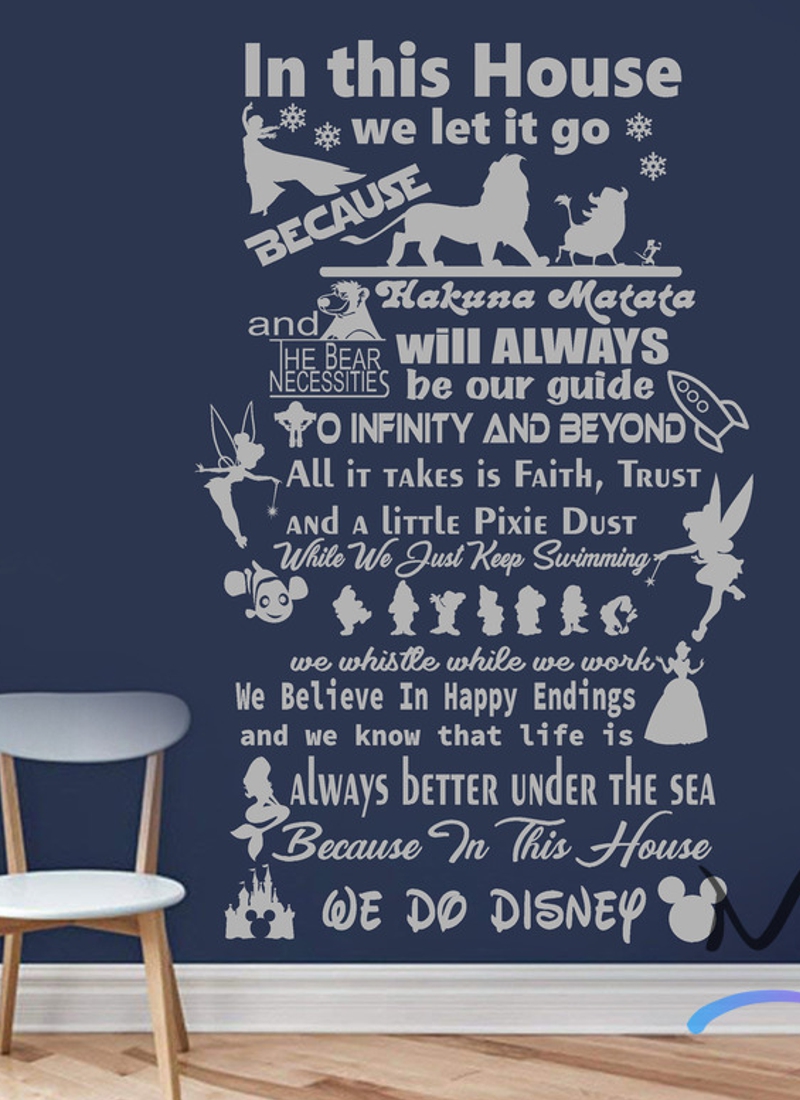 In this House
we let it go
BECAUSE
Hakuna Matata
and
THE BEAR
NECESSITIES
will ALWAYS
be our guide
TO INFINITY AND BEYOND
All it takes is Faith, Trust
and a little Pixie Dust
While We Just Keep Swimming
we whistle while we work
We Believe In Happy Endings
and we know that life is
always better under the sea
Because In This House
WE DO DISNEY